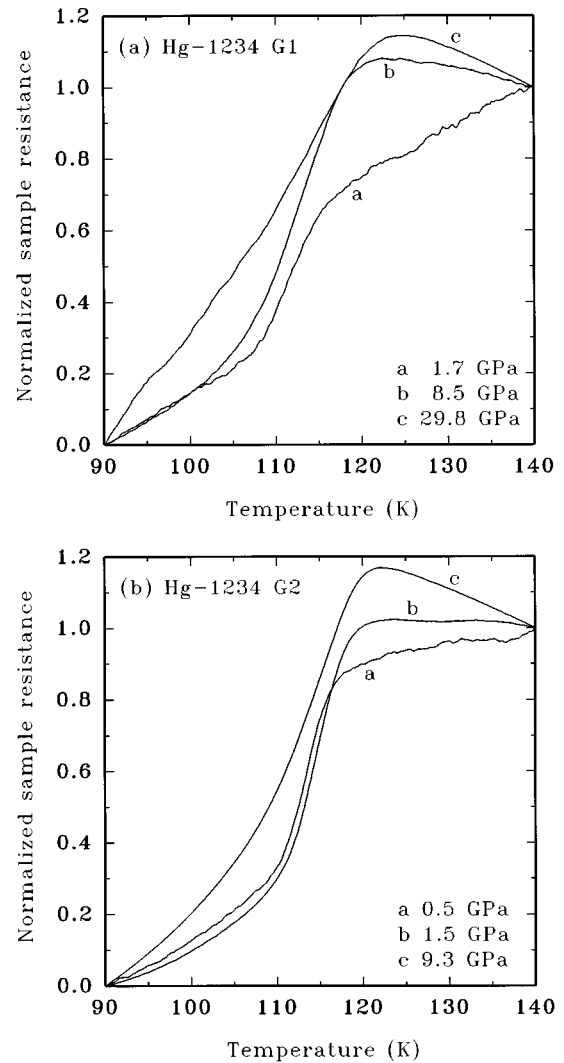 1.2
(a) Hg-1234 G1
c
1.0
b
0.8
a
0.6
0.4
a 1.7 GPa
0.2
b 8.5 GPa
c 29.8 GPa
0.0
90 100 110 120 130 140
Temperature (K)
Normalized sample resistance
1.2
(b) Hg-1234 G2
c
1.0
b
a
0.8
0.6
0.4
a 0.5 GPa
0.2
b 1.5 GPa
c 9.3 GPa
0.0
90 100 110 120 130 140
Temperature (K)
Normalized sample resistance